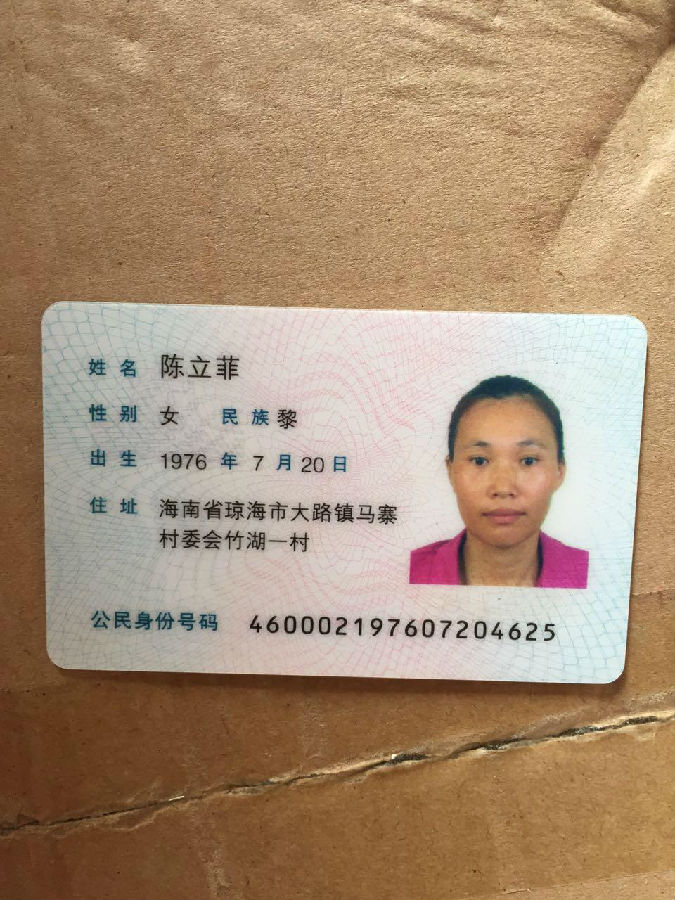 姓名 陈立菲
性别 女 民族 黎
出生 1976 年 7 月 20 日
住址 海南省琼海市大路镇马寨
村委会竹湖一村
公民身份号码 460002197607204625